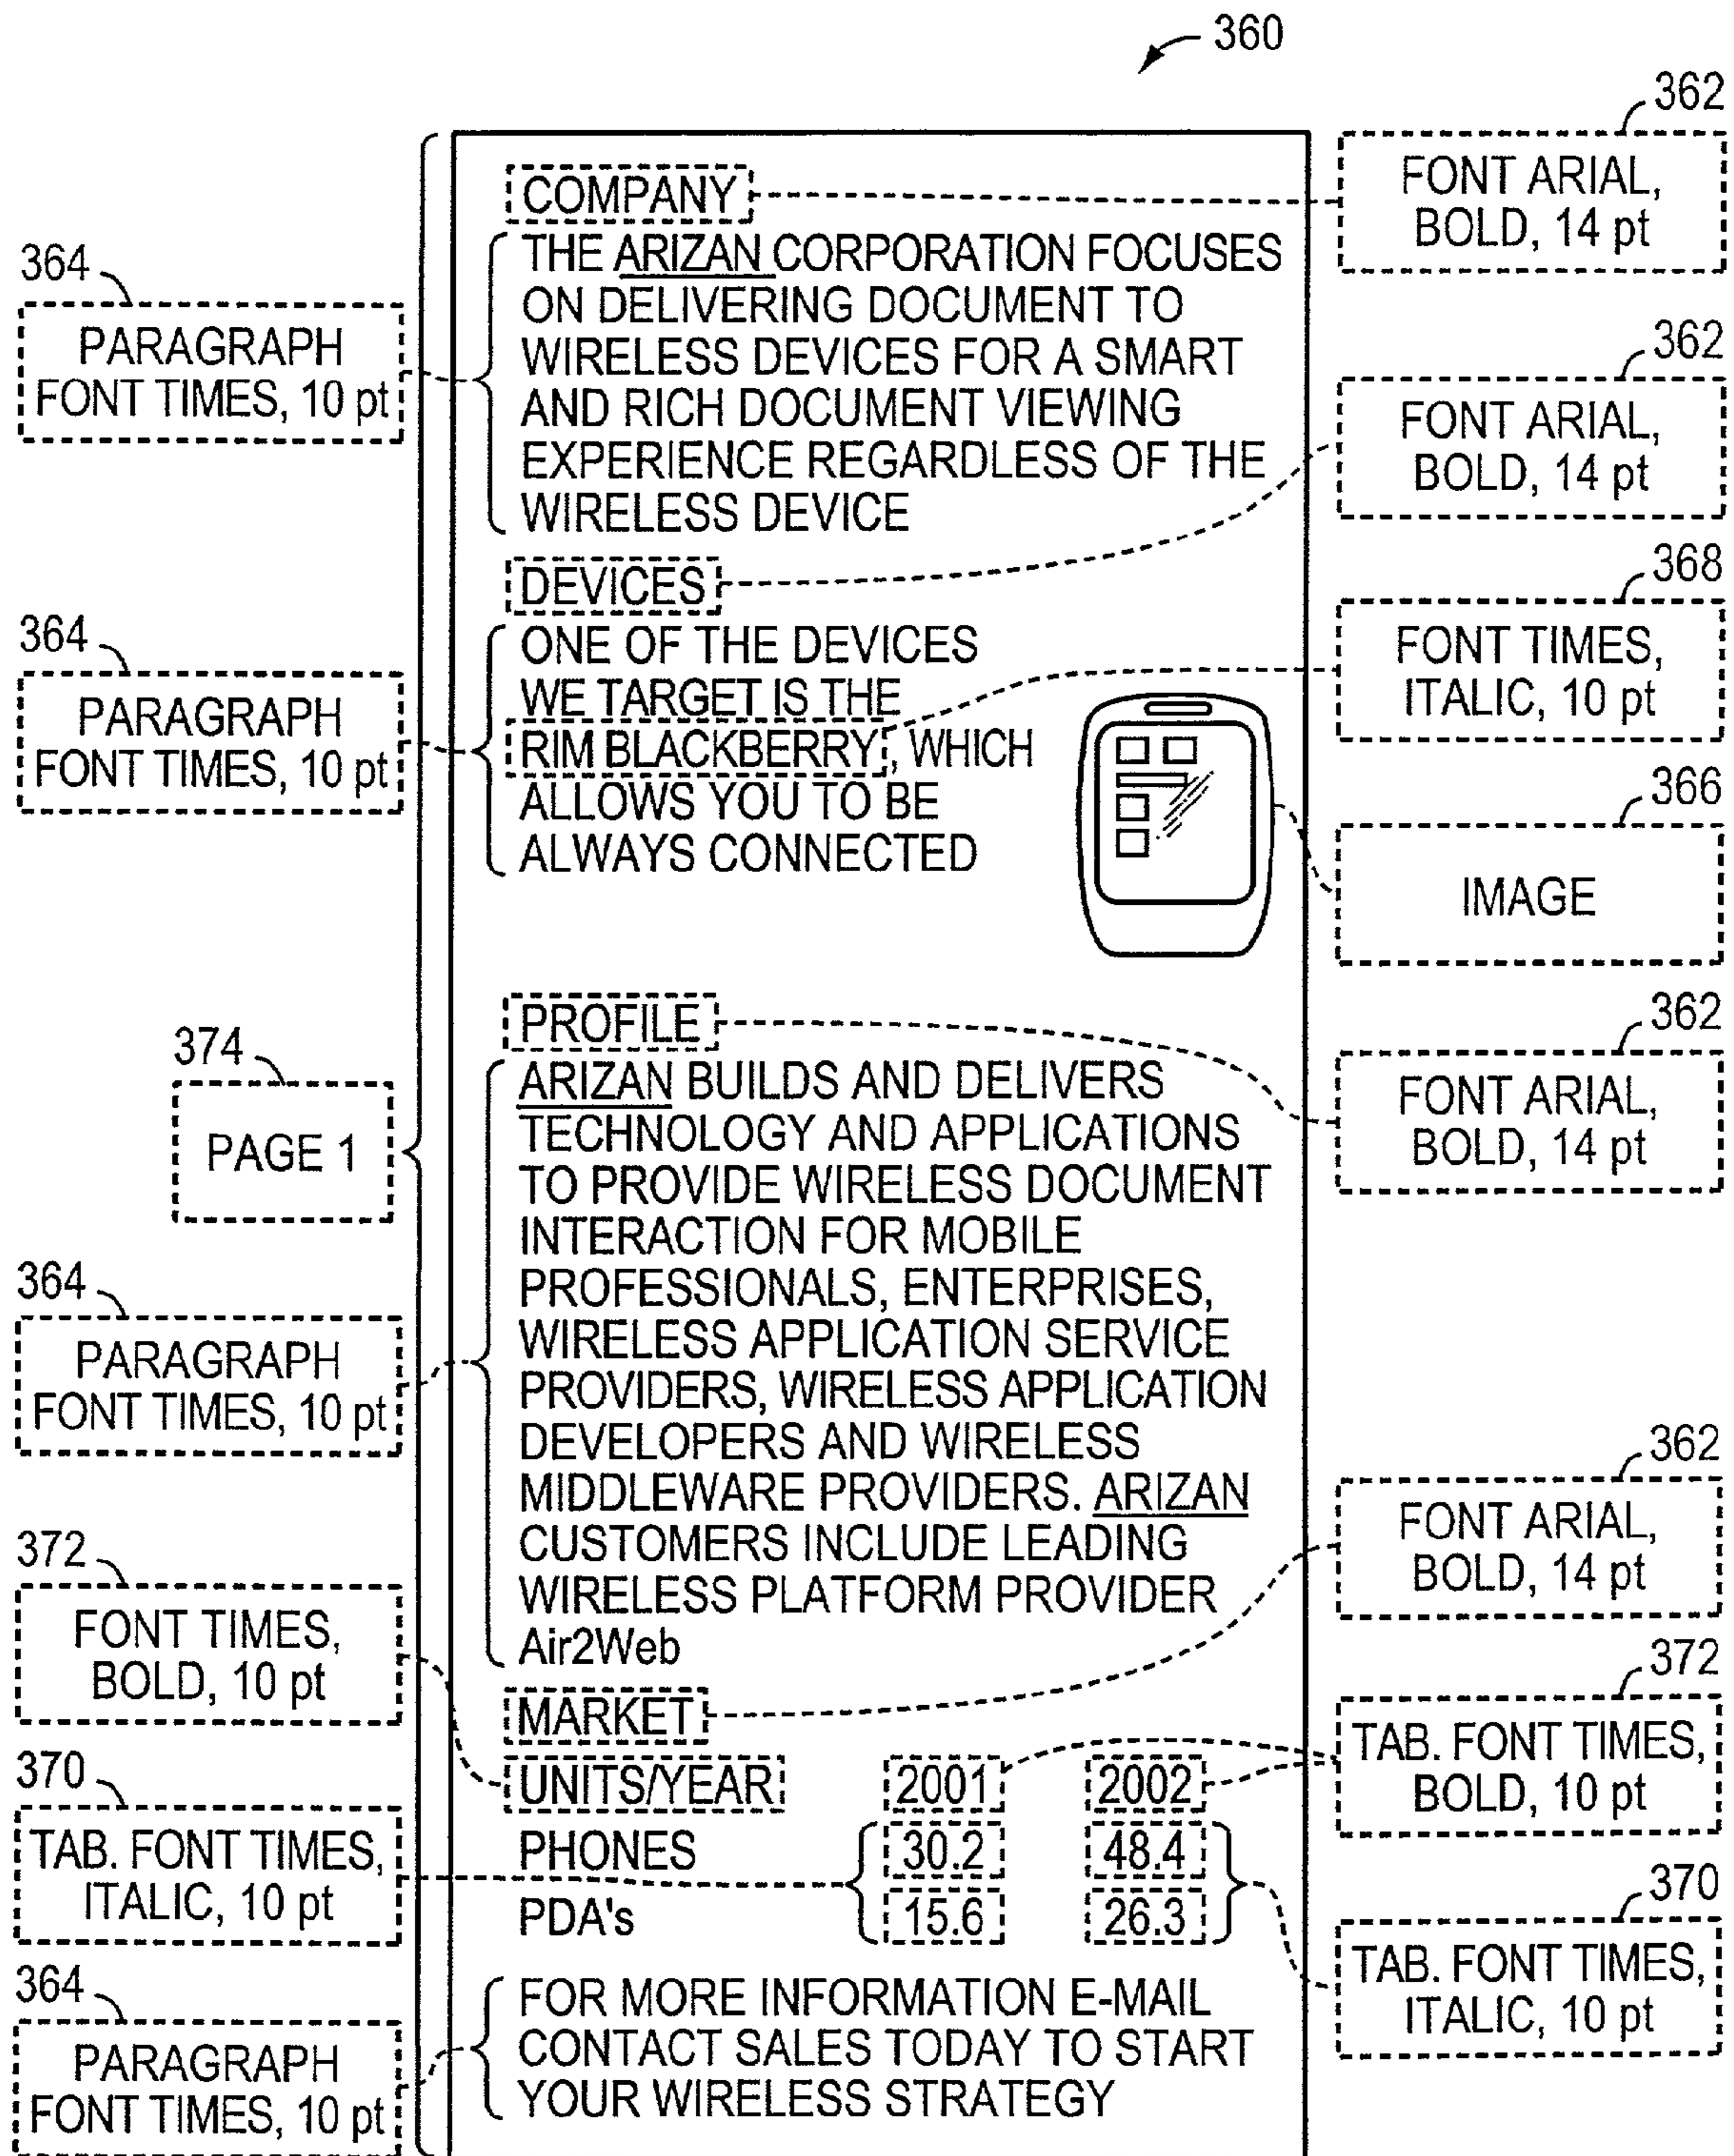 360
362
FONT ARIAL,
BOLD, 14 pt
COMPANY
364
PARAGRAPH
FONT TIMES, 10 pt
THE ARIZAN CORPORATION FOCUSES
ON DELIVERING DOCUMENT TO
WIRELESS DEVICES FOR A SMART
AND RICH DOCUMENT VIEWING
EXPERIENCE REGARDLESS OF THE
WIRELESS DEVICE
362
FONT ARIAL,
BOLD, 14 pt
DEVICES
364
PARAGRAPH
FONT TIMES, 10 pt
ONE OF THE DEVICES
WE TARGET IS THE
RIM BLACKBERRY, WHICH
ALLOWS YOU TO BE
ALWAYS CONNECTED
368
FONT TIMES,
ITALIC, 10 pt
366
IMAGE
362
FONT ARIAL,
BOLD, 14 pt
PROFILE
374
PAGE 1
364
PARAGRAPH
FONT TIMES, 10 pt
ARIZAN BUILDS AND DELIVERS
TECHNOLOGY AND APPLICATIONS
TO PROVIDE WIRELESS DOCUMENT
INTERACTION FOR MOBILE
PROFESSIONALS, ENTERPRISES,
WIRELESS APPLICATION SERVICE
PROVIDERS, WIRELESS APPLICATION
DEVELOPERS AND WIRELESS
MIDDLEWARE PROVIDERS. ARIZAN
CUSTOMERS INCLUDE LEADING
WIRELESS PLATFORM PROVIDER
Air2Web
362
FONT ARIAL,
BOLD, 14 pt
MARKET
372
FONT TIMES,
BOLD, 10 pt
372
TAB. FONT TIMES,
BOLD, 10 pt
UNITS/YEAR 2001 2002
370
TAB. FONT TIMES,
ITALIC, 10 pt
PHONES 30.2 48.4
PDA's 15.6 26.3
370
TAB. FONT TIMES,
ITALIC, 10 pt
364
PARAGRAPH
FONT TIMES, 10 pt
FOR MORE INFORMATION E-MAIL
CONTACT SALES TODAY TO START
YOUR WIRELESS STRATEGY